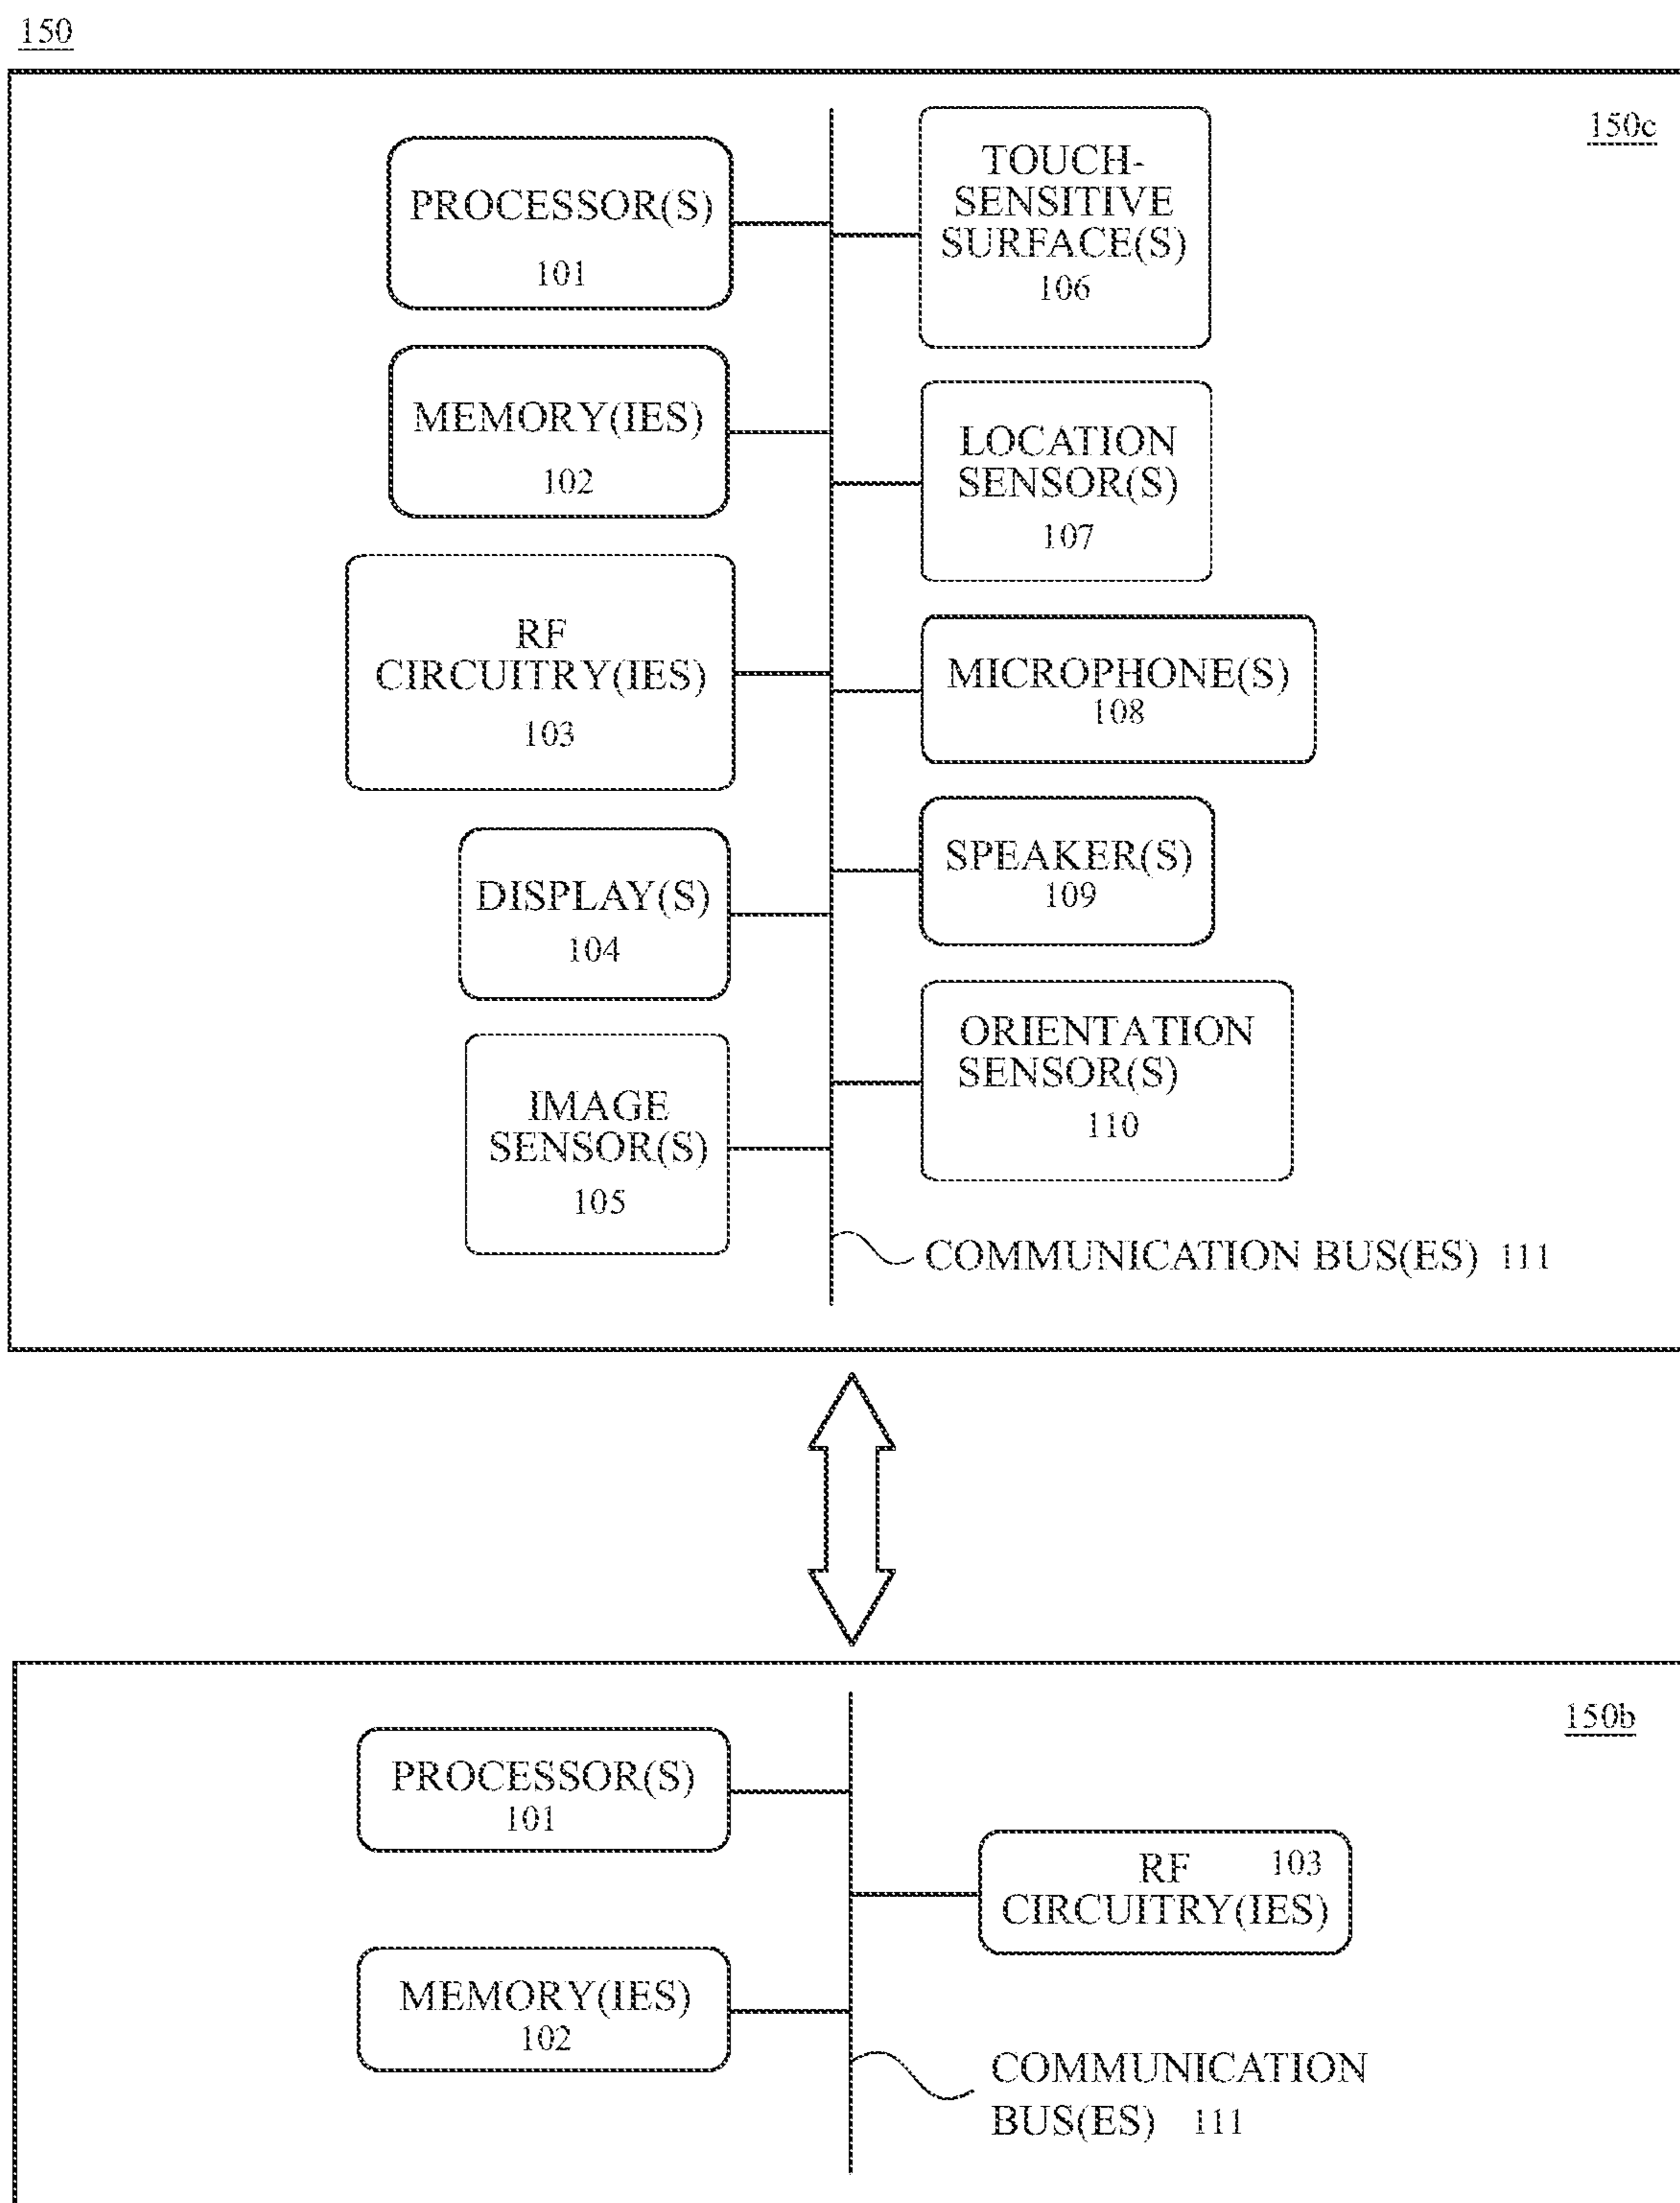 150
150c
PROCESSOR(S)
101
MEMORY(IES)
102
RF
CIRCUITRY(IES)
103
DISPLAY(S)
104
IMAGE
SENSOR(S)
105
TOUCH-
SENSITIVE
SURFACE(S)
106
LOCATION
SENSOR(S)
107
MICROPHONE(S)
108
SPEAKER(S)
109
ORIENTATION
SENSOR(S)
110
COMMUNICATION BUS(ES) 111
150b
PROCESSOR(S)
101
MEMORY(IES)
102
RF 103
CIRCUITRY(IES)
COMMUNICATION
BUS(ES) 111